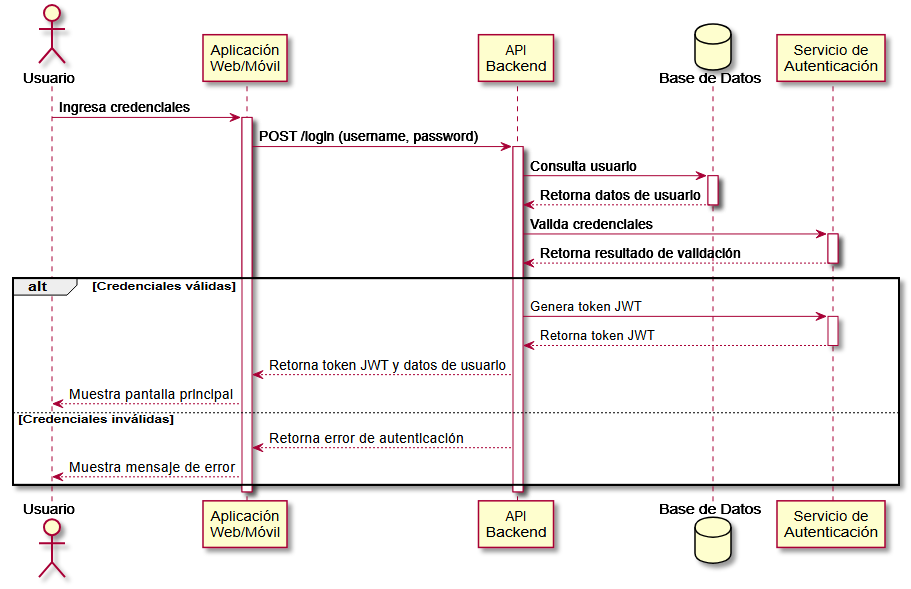 Usuario
Aplicación
Web/Móvil
API
Backend
Base de Datos
Servicio de
Autenticación
Ingresa credenciales
POST /login (username, password)
Consulta usuario
Retorna datos de usuario
Valida credenciales
Retorna resultado de validación
alt
[Credenciales válidas]
Genera token JWT
Retorna token JWT
Retorna token JWT y datos de usuario
Muestra pantalla principal
[Credenciales inválidas]
Retorna error de autenticación
Muestra mensaje de error
Usuario
Aplicación
Web/Móvil
API
Backend
Base de Datos
Servicio de
Autenticación